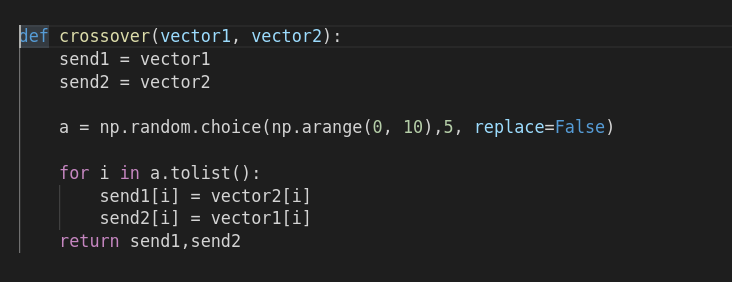 def crossover(vector1, vector2):
    send1 = vector1
    send2 = vector2
    a = np.random.choice(np.arange(0, 10),5, replace=False)
    for i in a.tolist():
        send1[i] = vector2[i]
        send2[i] = vector1[i]
    return send1,send2